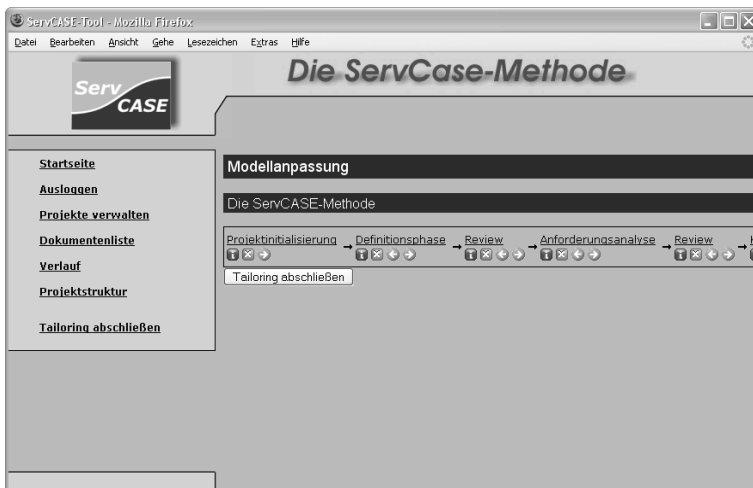 ServCASE-Tool - Mozilla Firefox
Datei Bearbeiten Ansicht Gehe Lesezeichen Extras Hilfe
Serv
CASE
Die ServCase-Methode
Startseite
Ausloggen
Projekte verwalten
Dokumentenliste
Verlauf
Projektstruktur
Tailoring abschließen
Modellanpassung
Die ServCASE-Methode
Projektinitialisierung → Definitionsphase → Review → Anforderungsanalyse → Review →
Tailoring abschließen